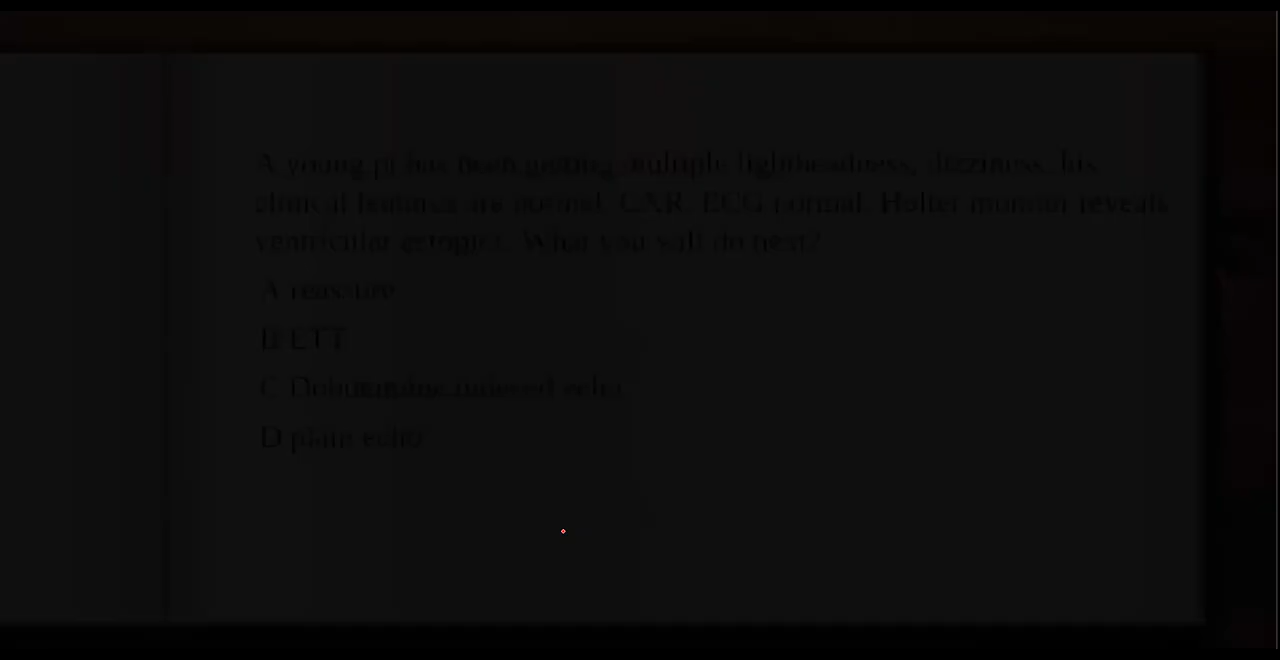 A young pt has been getting multiple lightheadness, dizziness. his
clinical features are normal. CXR, ECG normal. Holter monitor reveals
ventricular ectopics. What you will do next?
A reassure
B ETT
C Dobutamine induced echo
D plain echo